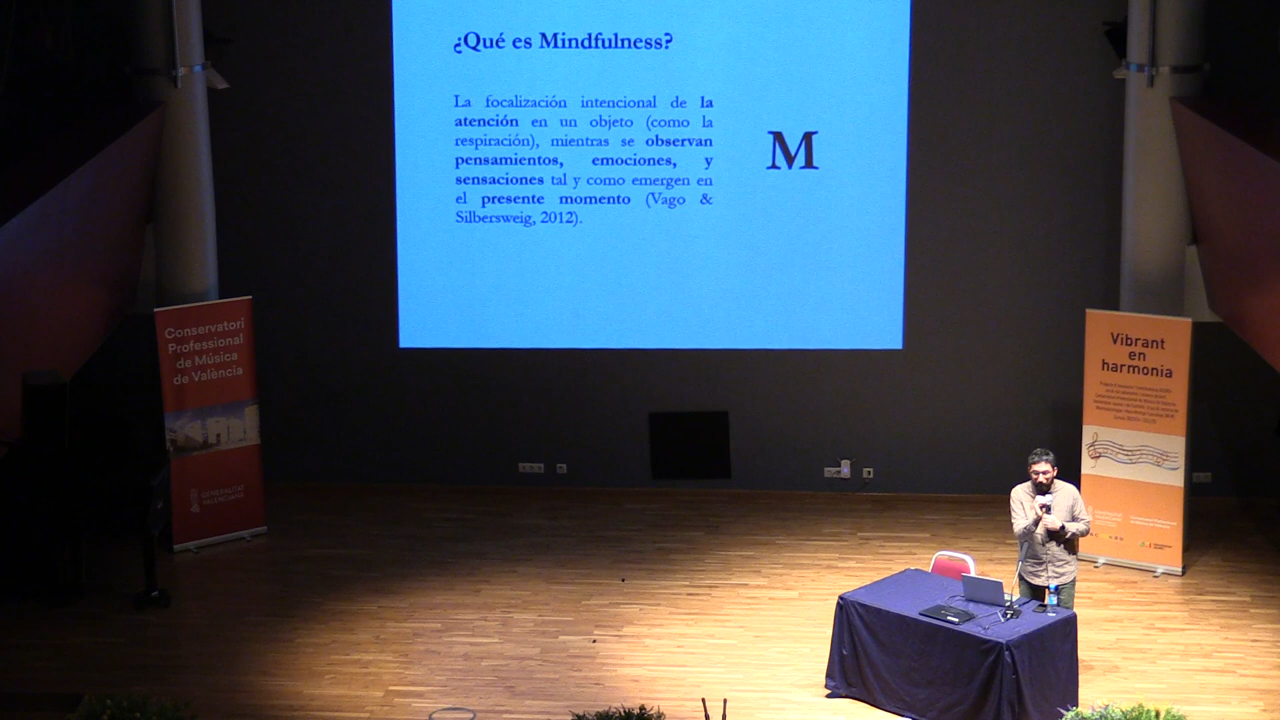 ¿Qué es Mindfulness?
La focalización intencional de la
atención en un objeto (como la
respiración), mientras se observan
pensamientos, emociones, y
sensaciones tal y como emergen en
el presente momento (Vago &
Silbersweig, 2012).
M
Conservatori
Professional
de Música
de València
GENERALITAT
VALENCIANA
Vibrant
en
harmonia